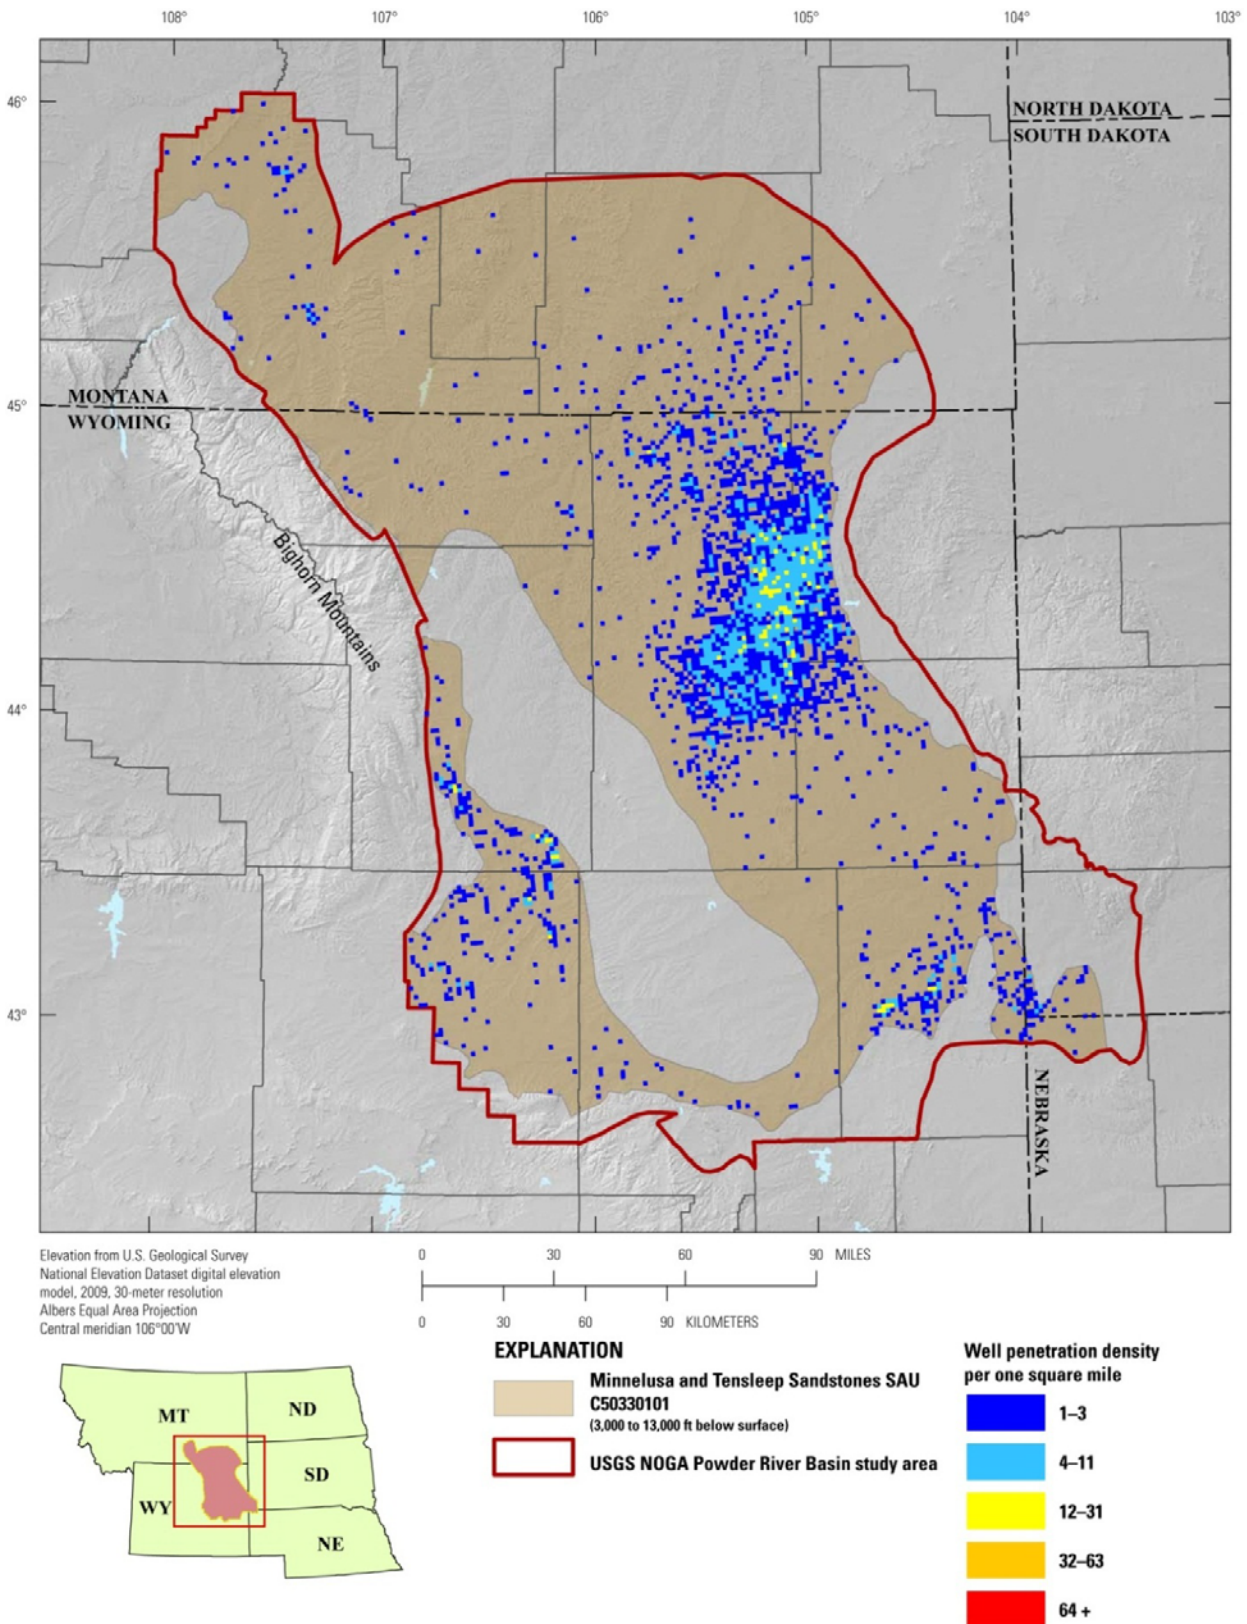 108° 107° 106° 105° 104° 103°
46°
NORTH DAKOTA
SOUTH DAKOTA
MONTANA
45°
WYOMING
Bighorn Mountains
44°
43°
NEBRASKA
Elevation from U.S. Geological Survey
National Elevation Dataset digital elevation
model, 2009, 30-meter resolution
Albers Equal Area Projection
Central meridian 106°00'W
0 30 60 90 MILES
0 30 60 90 KILOMETERS
EXPLANATION
Minnelusa and Tensleep Sandstones SAU
C50330101
(3,000 to 13,000 ft below surface)
USGS NOGA Powder River Basin study area
Well penetration density
per one square mile
1–3
4–11
12–31
32–63
64 +
MT
ND
SD
WY
NE